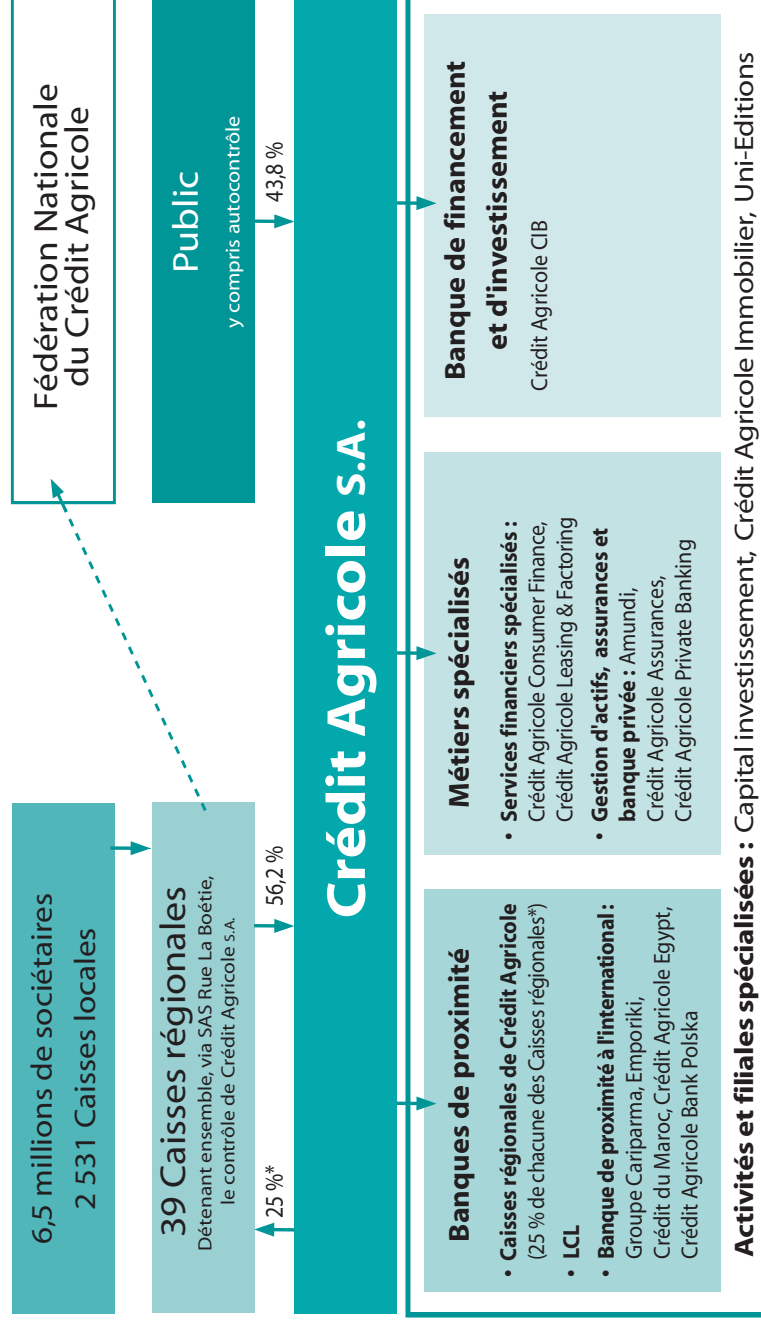 6,5 millions de sociétaires
2 531 Caisses locales
Fédération Nationale
du Crédit Agricole
39 Caisses régionales
Détenant ensemble, via SAS Rue La Boétie,
le contrôle de Crédit Agricole S.A.
Public
y compris autocontrôle
25 %*
56,2 %
43,8 %
Crédit Agricole S.A.
Banques de proximité
• Caisses régionales de Crédit Agricole
(25 % de chacune des Caisses régionales*)
• LCL
• Banque de proximité à l'international :
Groupe Cariparma, Emporiki,
Crédit du Maroc, Crédit Agricole Egypt,
Crédit Agricole Bank Polska
Métiers spécialisés
• Services financiers spécialisés :
Crédit Agricole Consumer Finance,
Crédit Agricole Leasing & Factoring
• Gestion d'actifs, assurances et
banque privée : Amundi,
Crédit Agricole Assurances,
Crédit Agricole Private Banking
Banque de financement
et d'investissement
Crédit Agricole CIB
Activités et filiales spécialisées : Capital investissement, Crédit Agricole Immobilier, Uni-Editions